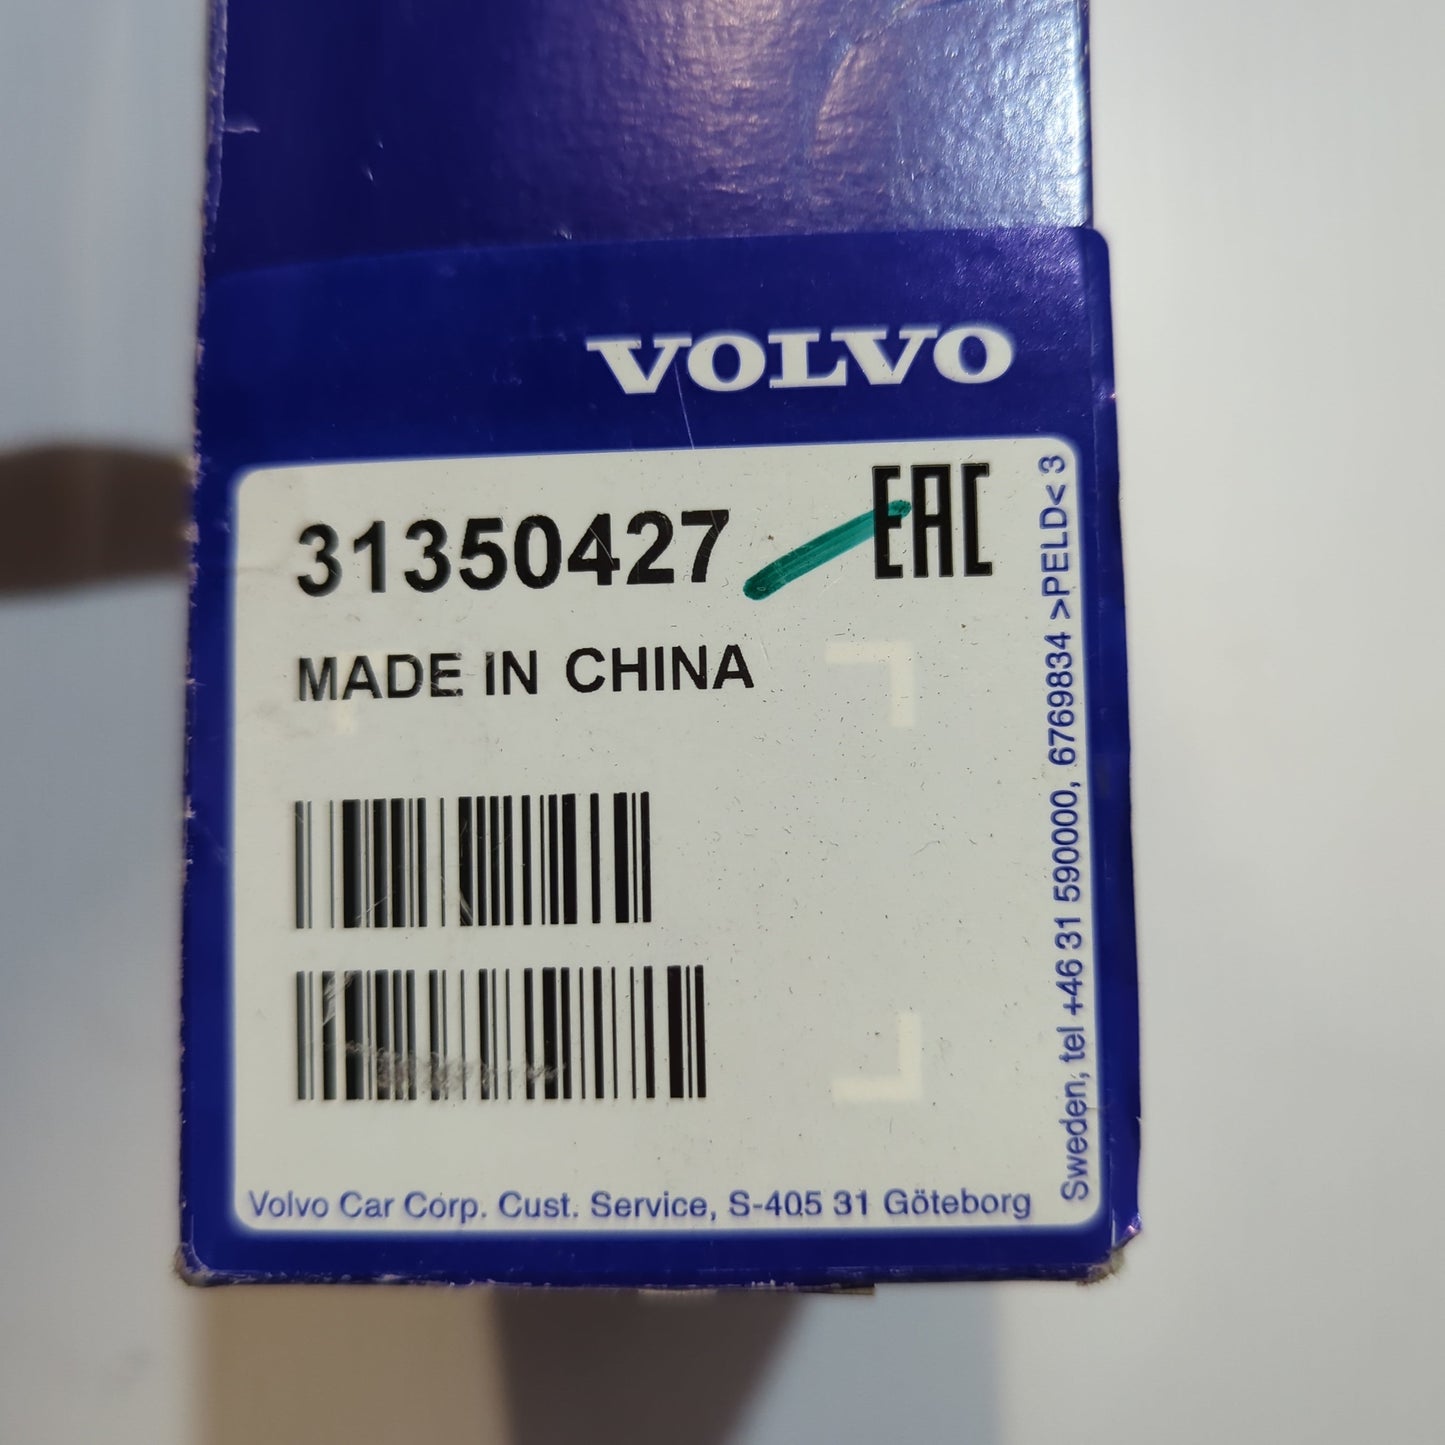 VOLVO
31350427 EAC
MADE IN CHINA
Volvo Car Corp. Cust. Service, S-405 31 Göteborg
Sweden, tel +46 31 590000, 6769834 >PELD< 3